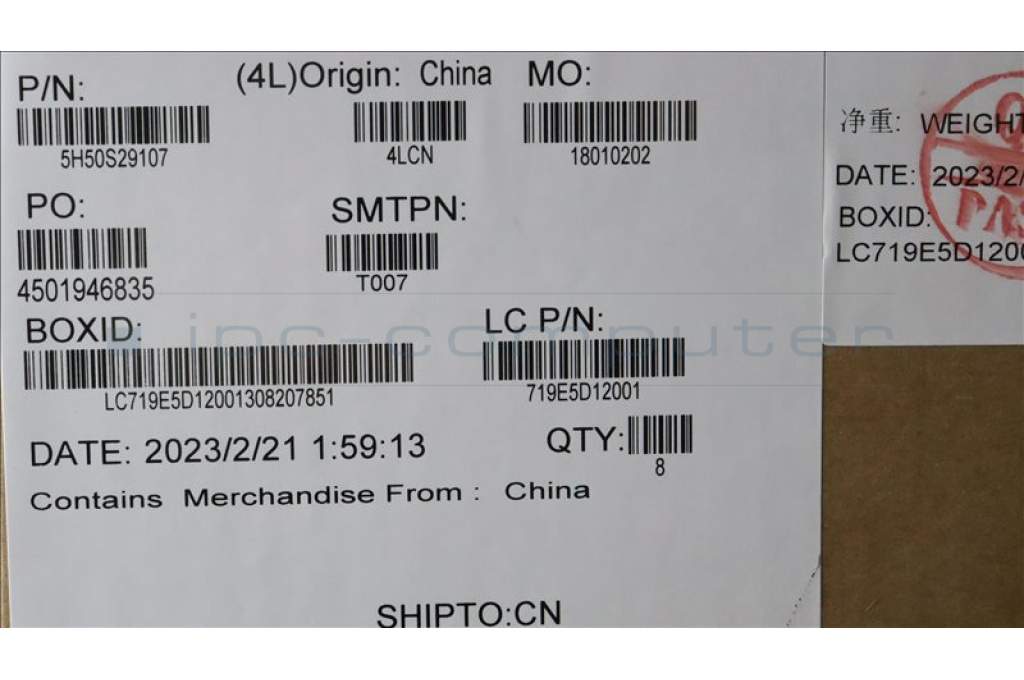 P/N: (4L)Origin: China MO:
5H50S29107 4LCN 18010202
PO: SMTPN:
4501946835 T007
BOXID: LC P/N:
LC719E5D12001308207851 719E5D12001
DATE: 2023/2/21 1:59:13 QTY:
8
Contains Merchandise From : China
SHIPTO:CN
净重: WEIGHT
DATE: 2023/2/
BOXID:
LC719E5D1200
ipc-computer